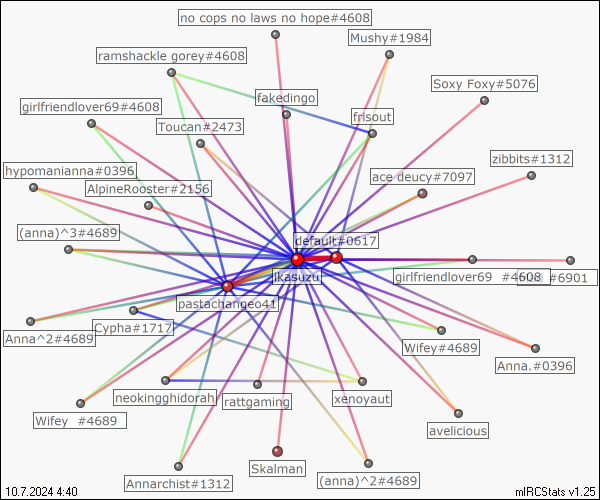 no cops no laws no hope#4608
Mushy#1984
ramshackle gorey#4608
Soxy Foxy#5076
fakedingo
girlfriendlover69#4608
frisout
Toucan#2473
zibbits#1312
hypomanianna#0396
ace deucy#7097
AlpineRooster#2156
(anna)^3#4689
default#0617
jkasuzu
girlfriendlover69 #4608
#6901
pastachangeo41
Cypha#1717
Anna^2#4689
Wifey#4689
Anna.#0396
neokingghidorah
rattgaming
xenoyaut
Wifey #4689
avelicious
Skalman
Annarchist#1312
(anna)^2#4689
10.7.2024 4:40
mIRCStats v1.25